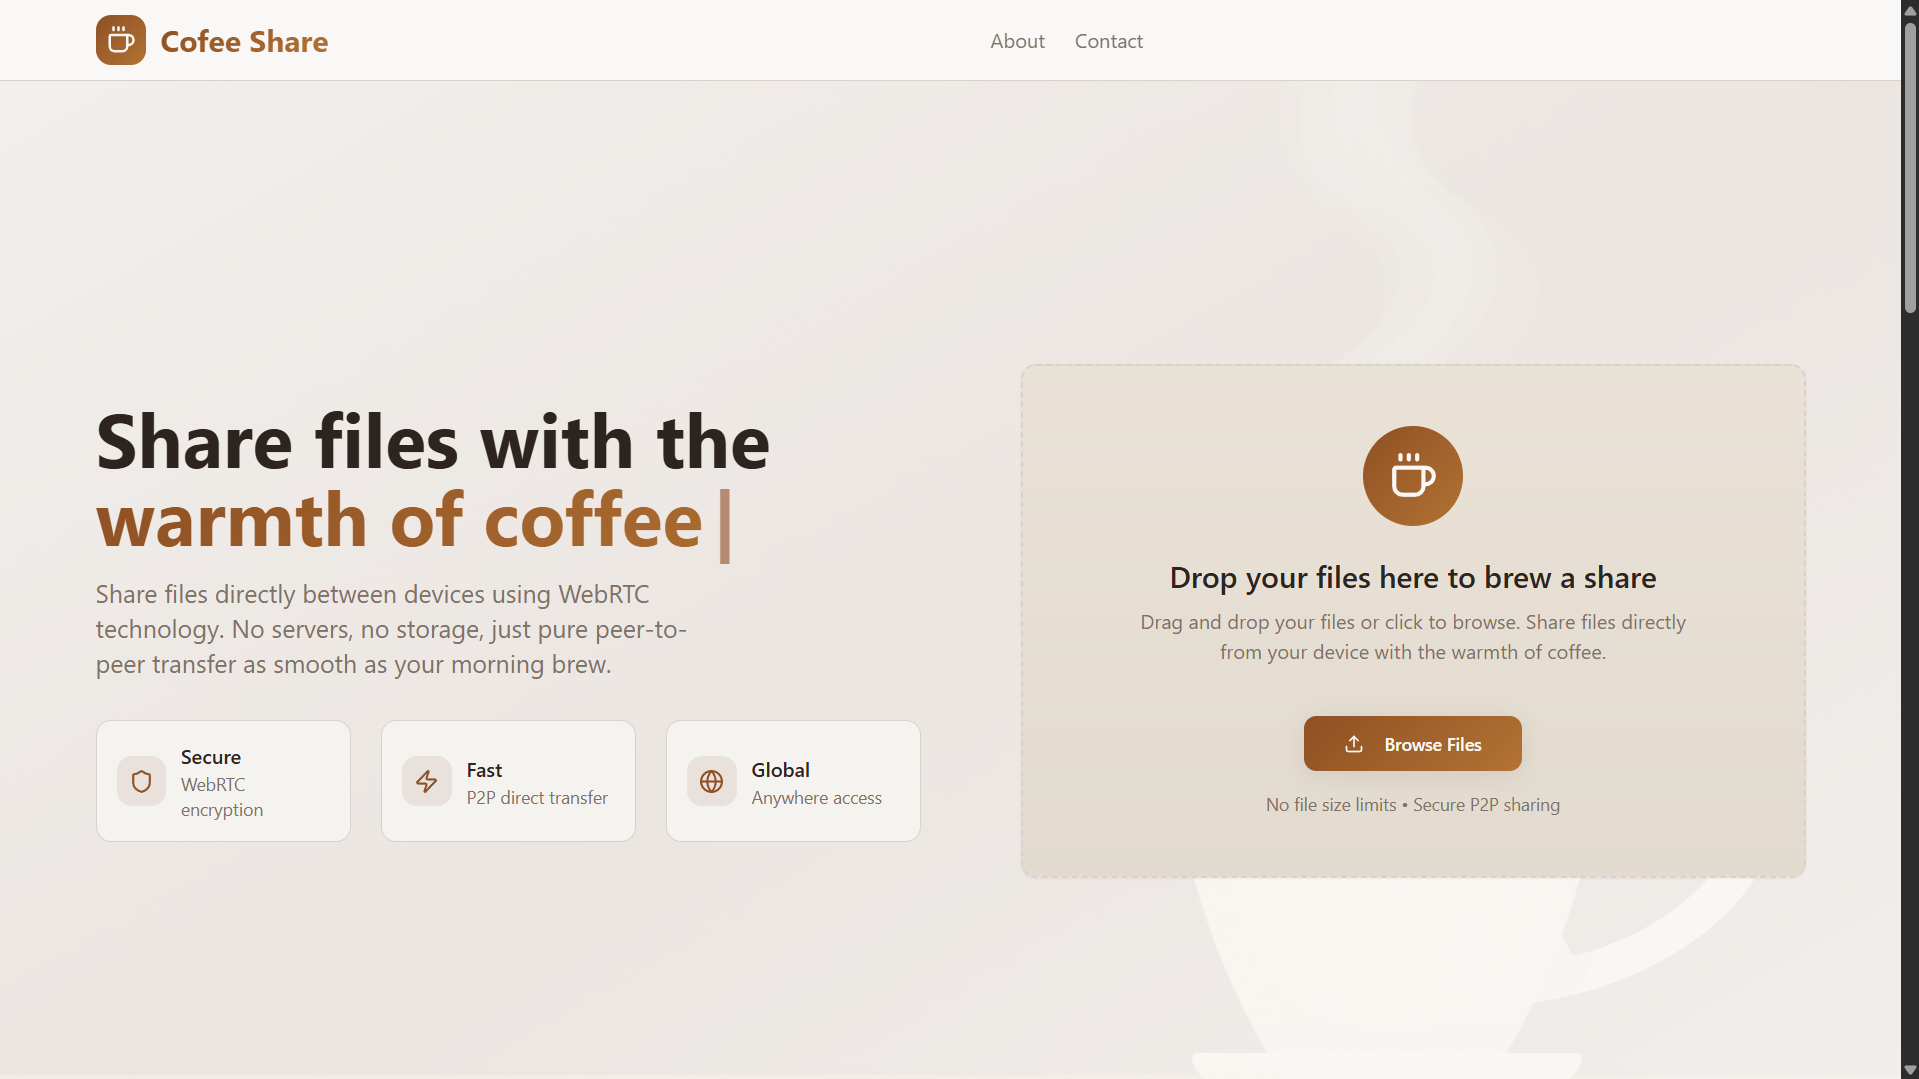 Cofee Share
About
Contact
Share files with the
warmth of coffee|
Share files directly between devices using WebRTC
technology. No servers, no storage, just pure peer-to-
peer transfer as smooth as your morning brew.
Secure
WebRTC
encryption
Fast
P2P direct transfer
Global
Anywhere access
Drop your files here to brew a share
Drag and drop your files or click to browse. Share files directly
from your device with the warmth of coffee.
Browse Files
No file size limits • Secure P2P sharing